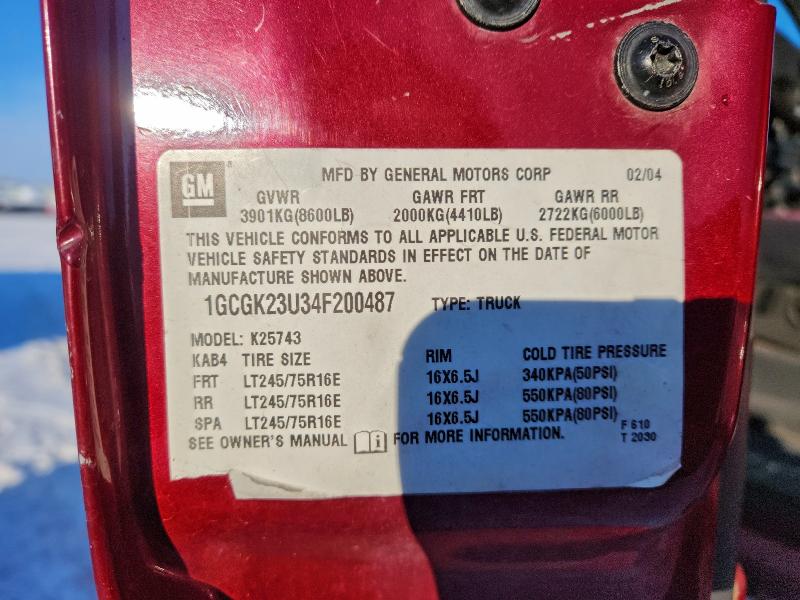 GM
MFD BY GENERAL MOTORS CORP 02/04
GVWR GAWR FRT GAWR RR
3901KG(8600LB) 2000KG(4410LB) 2722KG(6000LB)
THIS VEHICLE CONFORMS TO ALL APPLICABLE U.S. FEDERAL MOTOR
VEHICLE SAFETY STANDARDS IN EFFECT ON THE DATE OF
MANUFACTURE SHOWN ABOVE.
1GCGK23U34F200487 TYPE: TRUCK
MODEL: K25743
KAB4 TIRE SIZE RIM COLD TIRE PRESSURE
FRT LT245/75R16E 16X6.5J 340KPA(50PSI)
RR LT245/75R16E 16X6.5J 550KPA(80PSI)
SPA LT245/75R16E 16X6.5J 550KPA(80PSI)
SEE OWNER'S MANUAL FOR MORE INFORMATION.
F 610
T 2030